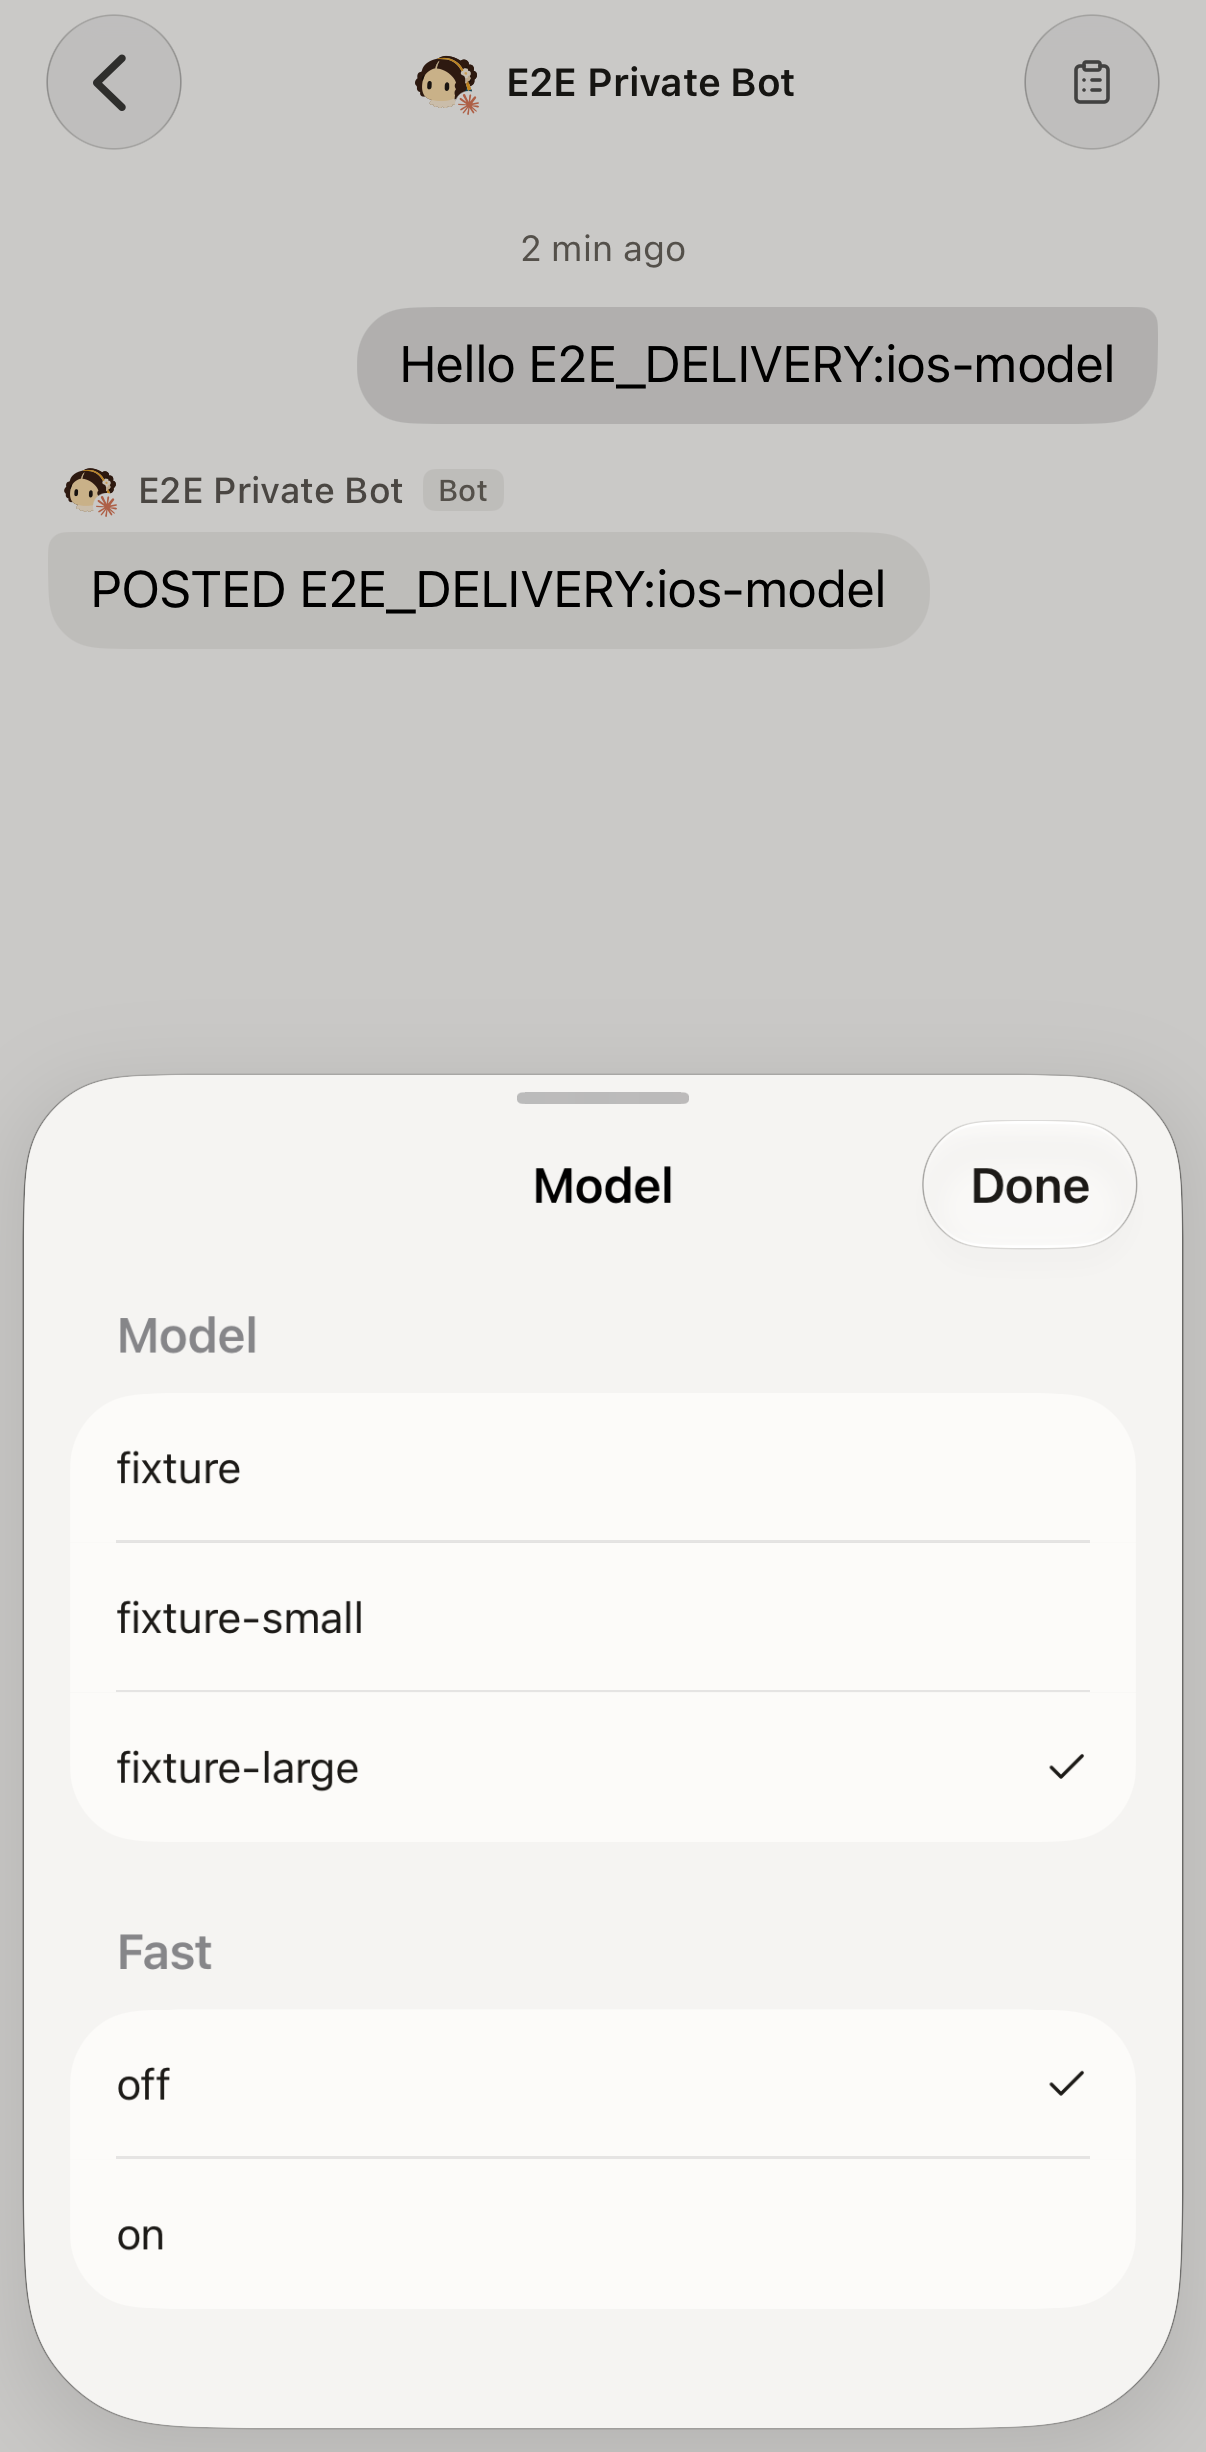 E2E Private Bot
2 min ago
Hello E2E_DELIVERY:ios-model
E2E Private Bot Bot
POSTED E2E_DELIVERY:ios-model
Model
Done
Model
fixture
fixture-small
fixture-large
Fast
off
on